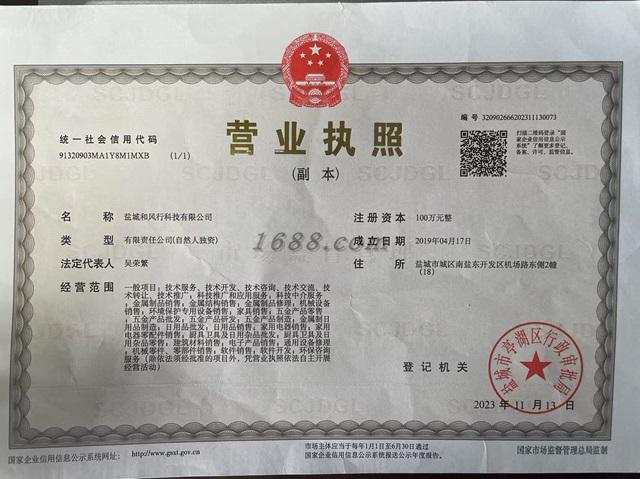 编号 320902666202311130073
统一社会信用代码
91320903MA1Y8M1MXB (1/1)
营业执照
(副 本)
扫描二维码登录“国
家企业信用信息公示
系统”了解更多登记、
备案、许可、监管信息。
名称 盐城和风行科技有限公司
注册资本 100万元整
类型 有限责任公司(自然人独资)
成立日期 2019年04月17日
法定代表人 吴荣繁
住所 盐城市城区南盐东开发区机场路东侧2幢
(18)
经营范围 一般项目：技术服务、技术开发、技术咨询、技术交流、技
术转让、技术推广；科技推广和应用服务；科技中介服务
；金属制品销售；金属结构销售；金属制品修理；机械设备
销售；环境保护专用设备销售；家具销售；五金产品零售
；五金产品批发；五金产品研发；五金产品制造；金属制日
用品制造；日用品批发；日用品销售；家用电器销售；家用
电器零配件销售；厨具卫具及日用杂品批发；厨具卫具及日
用杂品零售；建筑材料销售；电子产品销售；通用设备修理
；机械零件、零部件销售；软件销售；软件开发；环保咨询
服务（除依法须经批准的项目外，凭营业执照依法自主开展
经营活动）
1688.com
登记机关
盐城市亭湖区行政审批局
2023 年 11 月 13 日
国家企业信用信息公示系统网址：http://www.gsxt.gov.cn
市场主体应当于每年1月1日至6月30日通过
国家企业信用信息公示系统报送公示年度报告。
国家市场监督管理总局监制
SCJDGL